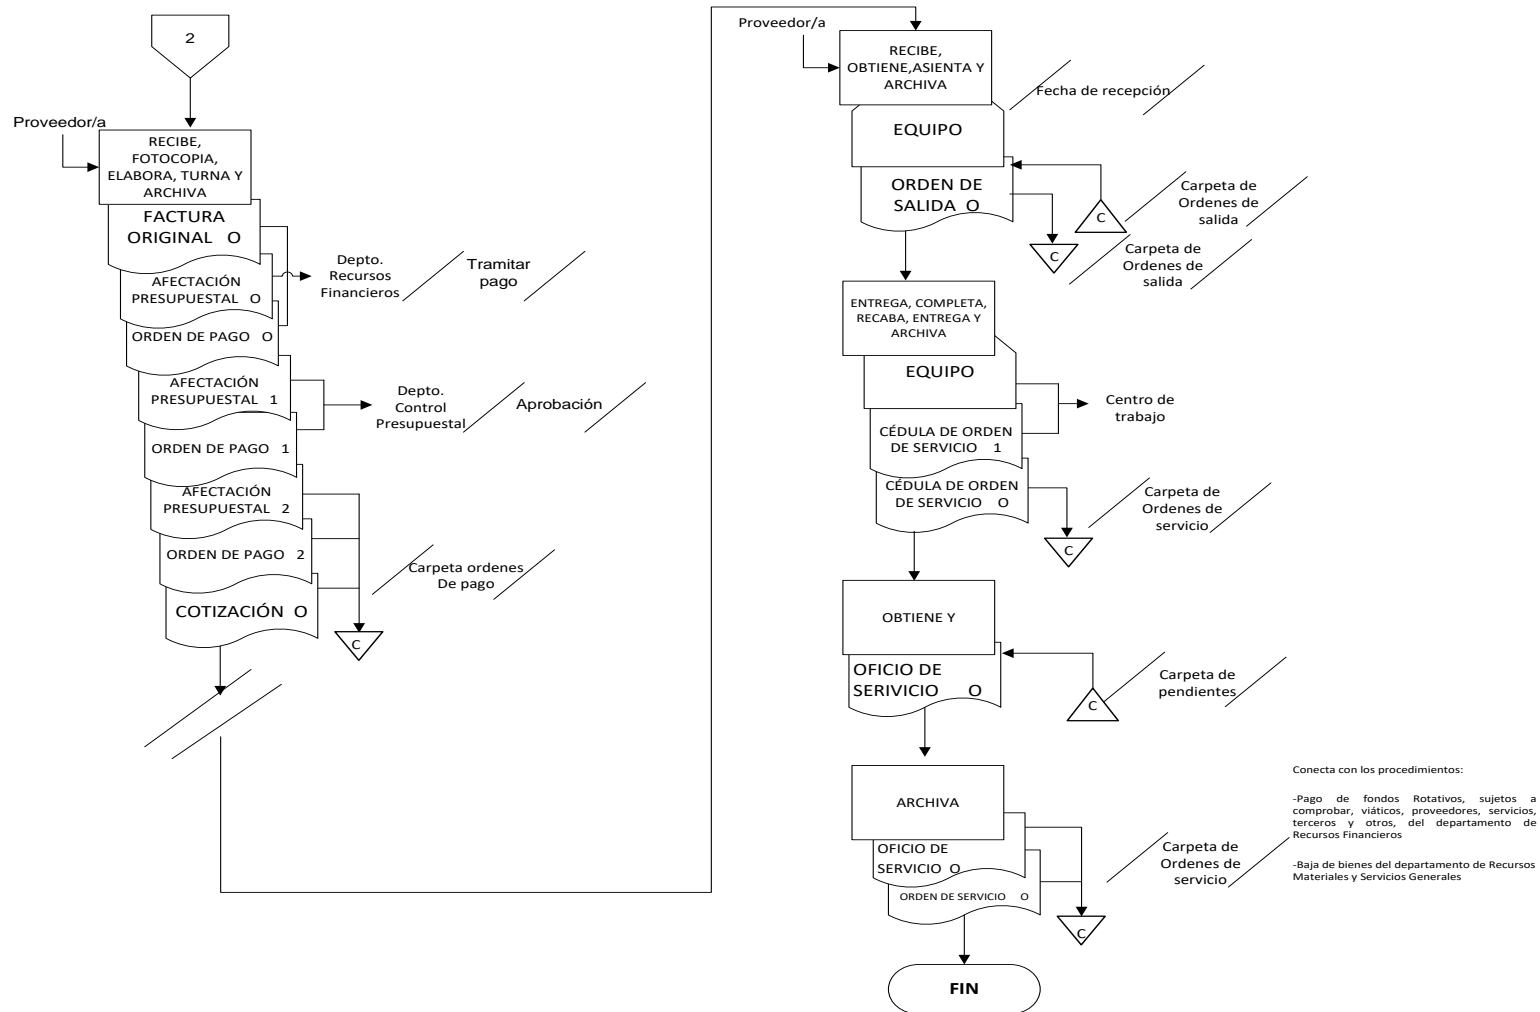 2
Proveedor/a
RECIBE,
FOTOCOPIA,
ELABORA, TURNA Y
ARCHIVA
FACTURA
ORIGINAL O
AFECTACIÓN
PRESUPUESTAL O
ORDEN DE PAGO O
Depto.
Recursos
Financieros
Tramitar
pago
AFECTACIÓN
PRESUPUESTAL 1
ORDEN DE PAGO 1
Depto.
Control
Presupuestal
Aprobación
AFECTACIÓN
PRESUPUESTAL 2
ORDEN DE PAGO 2
COTIZACIÓN O
Carpeta ordenes
De pago
C
Proveedor/a
RECIBE,
OBTIENE,ASIENTA Y
ARCHIVA
Fecha de recepción
EQUIPO
ORDEN DE
SALIDA O
C
Carpeta de
Ordenes de
salida
C
Carpeta de
Ordenes de
salida
ENTREGA, COMPLETA,
RECABA, ENTREGA Y
ARCHIVA
EQUIPO
Centro de
trabajo
CÉDULA DE ORDEN
DE SERVICIO 1
CÉDULA DE ORDEN
DE SERVICIO O
Carpeta de
Ordenes de
servicio
C
OBTIENE Y
OFICIO DE
SERIVICIO O
C
Carpeta de
pendientes
ARCHIVA
OFICIO DE
SERVICIO O
ORDEN DE SERVICIO O
C
Carpeta de
Ordenes de
servicio
FIN
Conecta con los procedimientos:
-Pago de fondos Rotativos, sujetos a
comprobar, viáticos, proveedores, servicios,
terceros y otros, del departamento de
Recursos Financieros
-Baja de bienes del departamento de Recursos
Materiales y Servicios Generales